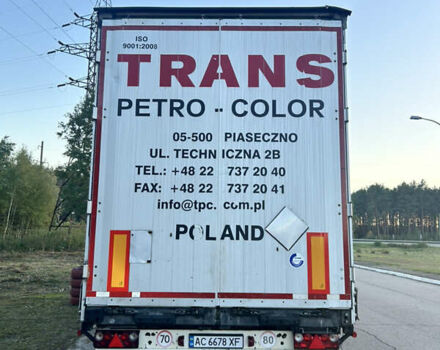 ISO
9001:2008
TRANS
PETRO - COLOR
05-500 PIASECZNO
UL. TECHNICZNA 2B
TEL.: +48 22 737 20 40
FAX: +48 22 737 20 41
info@tpc.com.pl
POLAND
70
AC 6678 XF
80